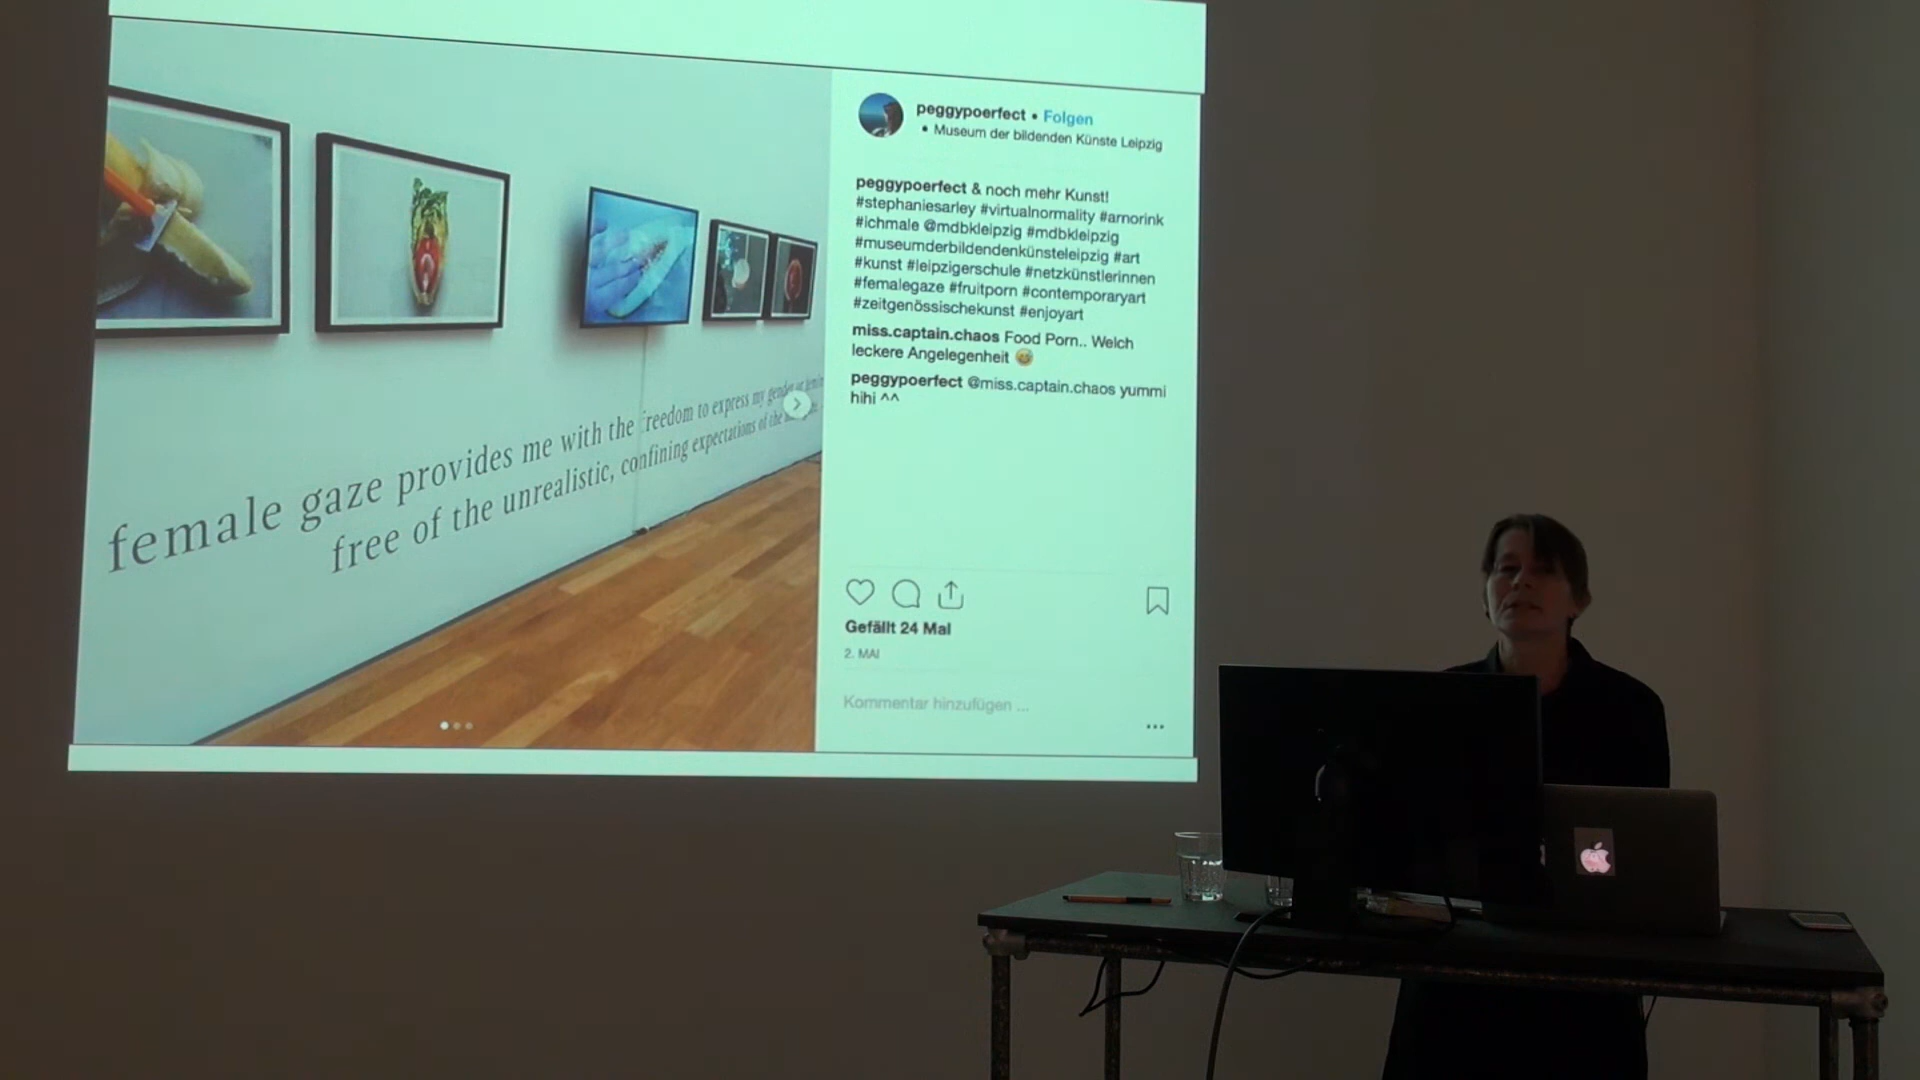 female gaze provides me with the freedom to express my gender
free of the unrealistic, confining expectations of the
peggypoerfect • Folgen
• Museum der bildenden Künste Leipzig
peggypoerfect & noch mehr Kunst!
#stephaniesarley #virtualnormality #arnorink
#ichmale @mdbkleipzig #mdbkleipzig
#museumderbildendenkünsteleipzig #art
#kunst #leipzigerschule #netzkünstlerinnen
#femalegaze #fruitporn #contemporaryart
#zeitgenössischekunst #enjoyart
miss.captain.chaos Food Porn.. Welch
leckere Angelegenheit 😋
peggypoerfect @miss.captain.chaos yummi
hihi ^^
Gefällt 24 Mal
2. MAI
Kommentar hinzufügen ...